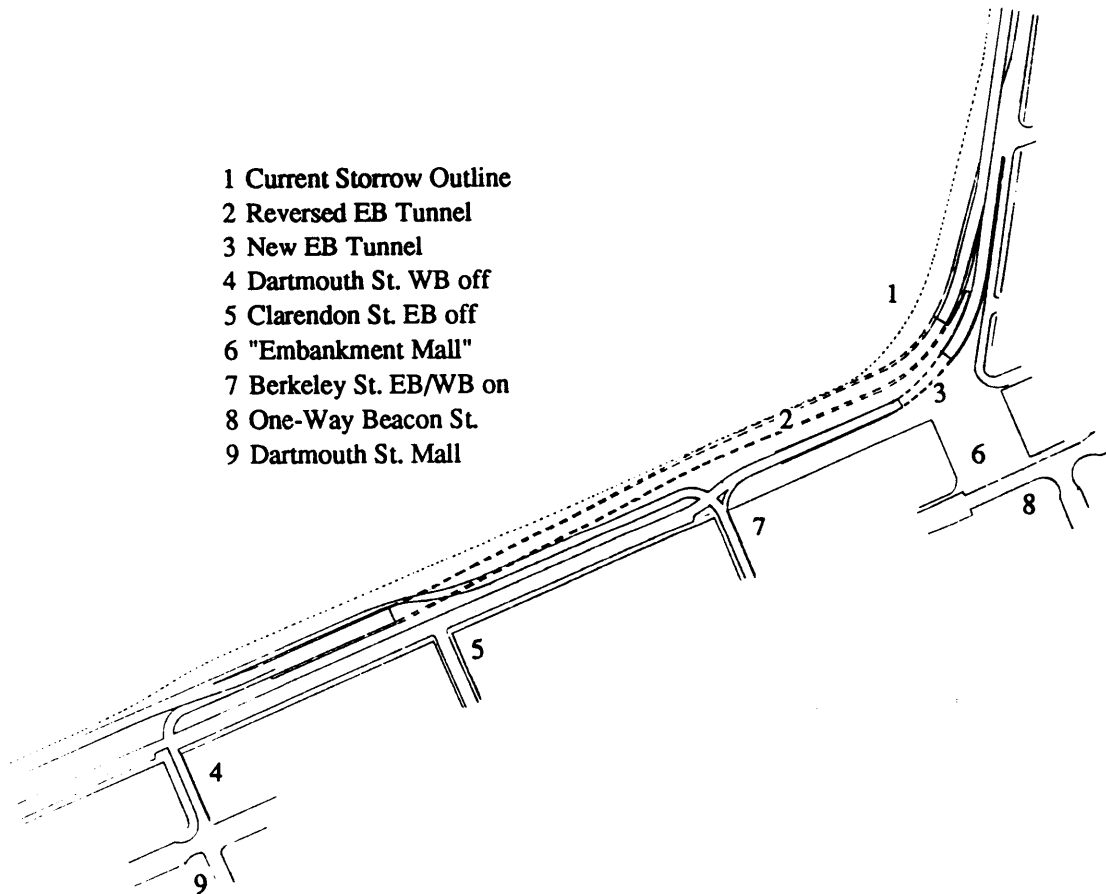 1 Current Storrow Outline
2 Reversed EB Tunnel
3 New EB Tunnel
4 Dartmouth St. WB off
5 Clarendon St. EB off
6 "Embankment Mall"
7 Berkeley St. EB/WB on
8 One-Way Beacon St.
9 Dartmouth St. Mall
1
3
2
6
8
7
5
4
9